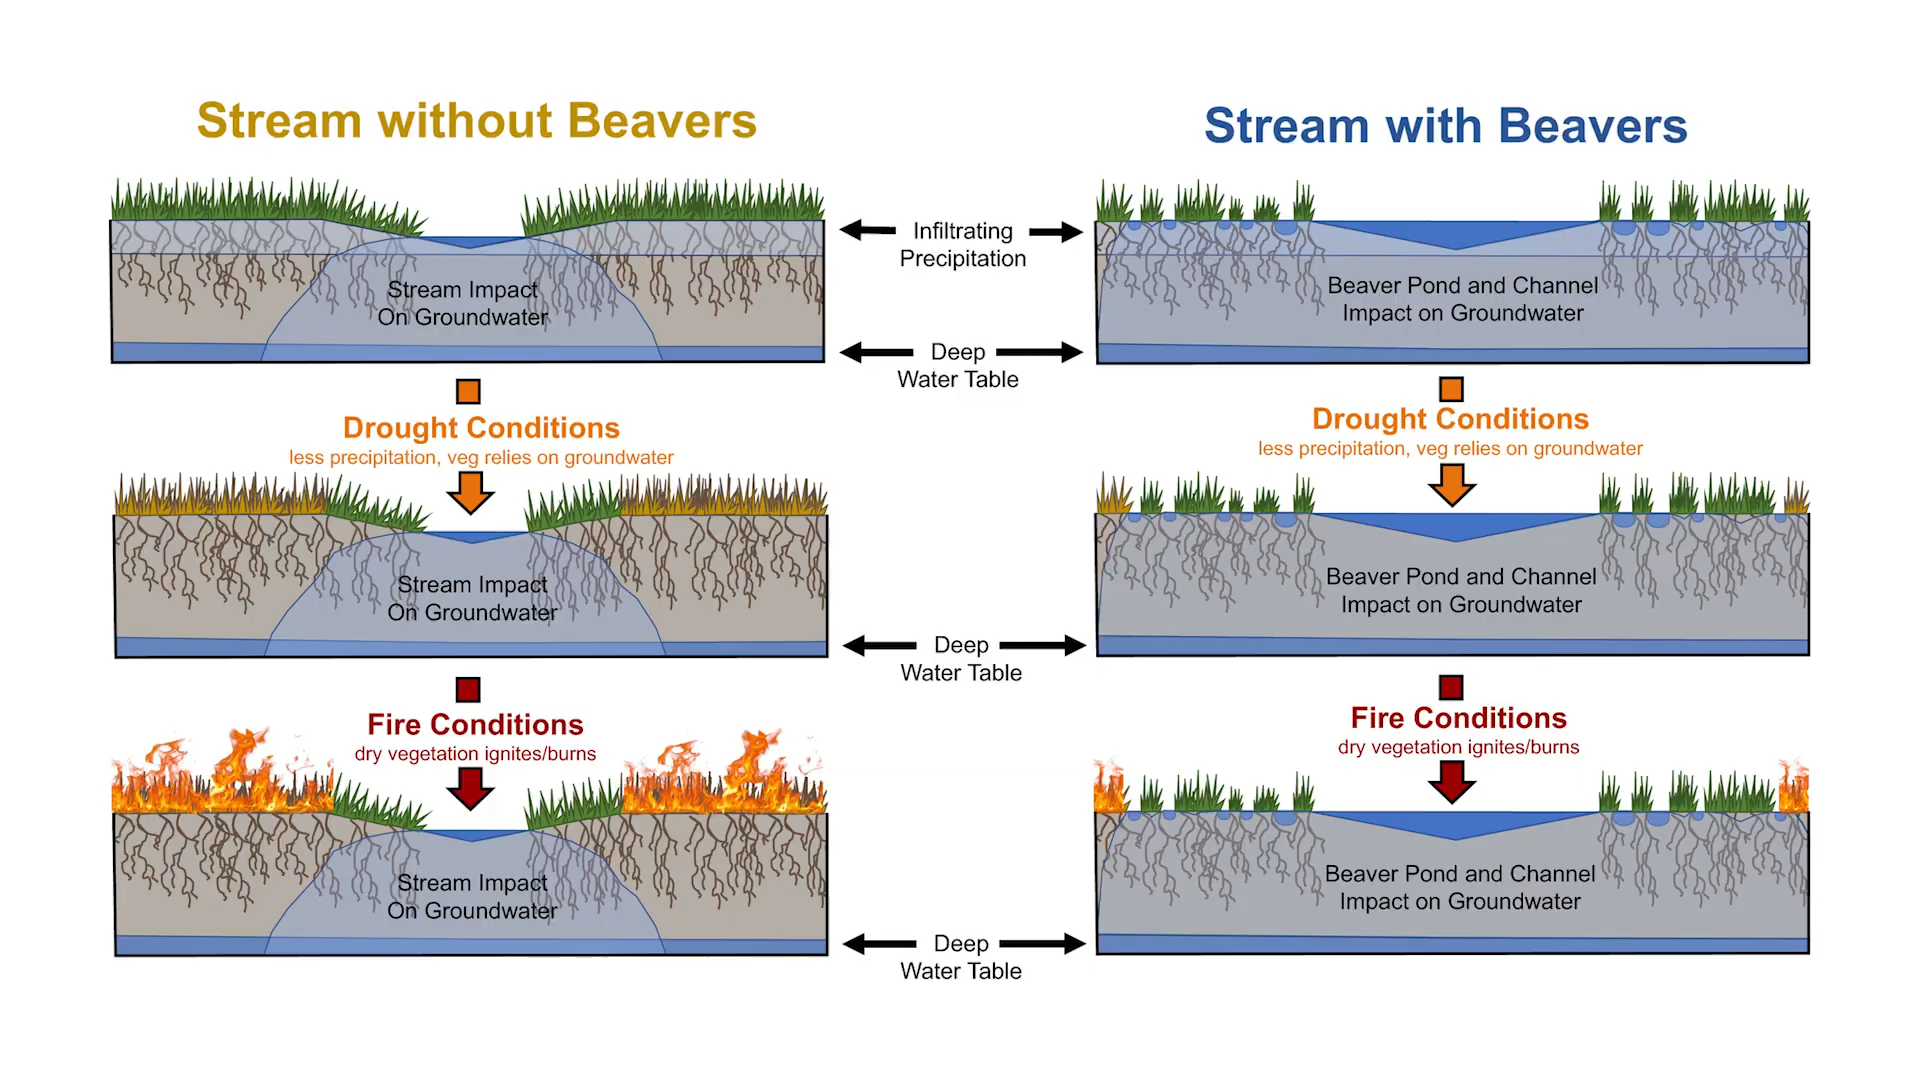 Stream without Beavers
Stream with Beavers
Infiltrating
Precipitation
Stream Impact
On Groundwater
Beaver Pond and Channel
Impact on Groundwater
Deep
Water Table
Drought Conditions
less precipitation, veg relies on groundwater
Drought Conditions
less precipitation, veg relies on groundwater
Stream Impact
On Groundwater
Beaver Pond and Channel
Impact on Groundwater
Deep
Water Table
Fire Conditions
dry vegetation ignites/burns
Fire Conditions
dry vegetation ignites/burns
Stream Impact
On Groundwater
Beaver Pond and Channel
Impact on Groundwater
Deep
Water Table